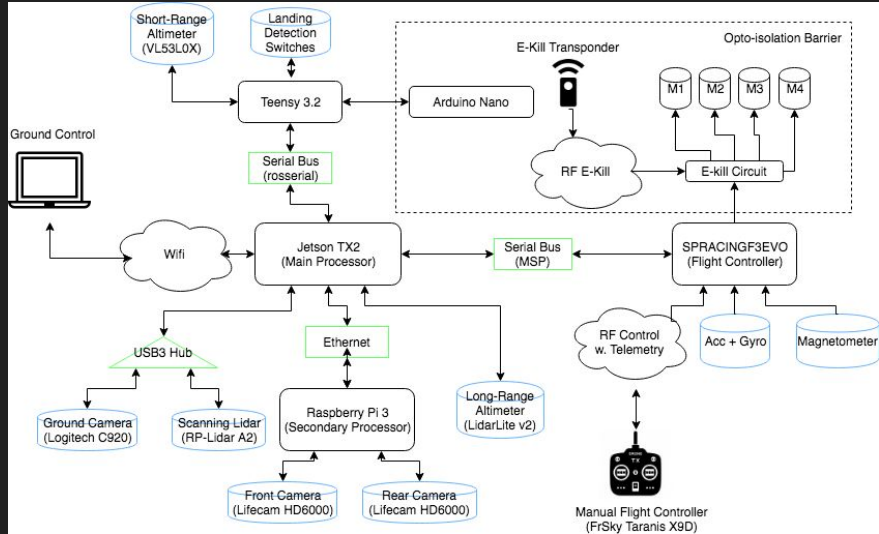 Short-Range
Altimeter
(VL53L0X)
Landing
Detection
Switches
E-Kill Transponder
Opto-isolation Barrier
M1
M2
M3
M4
Teensy 3.2
Arduino Nano
Ground Control
Serial Bus
(rosserial)
RF E-Kill
E-kill Circuit
Wifi
Jetson TX2
(Main Processor)
Serial Bus
(MSP)
SPRACINGF3EVO
(Flight Controller)
USB3 Hub
Ethernet
RF Control
w. Telemetry
Acc + Gyro
Magnetometer
Ground Camera
(Logitech C920)
Scanning Lidar
(RP-Lidar A2)
Raspberry Pi 3
(Secondary Processor)
Long-Range
Altimeter
(LidarLite v2)
Front Camera
(Lifecam HD6000)
Rear Camera
(Lifecam HD6000)
TX
Manual Flight Controller
(FrSky Taranis X9D)